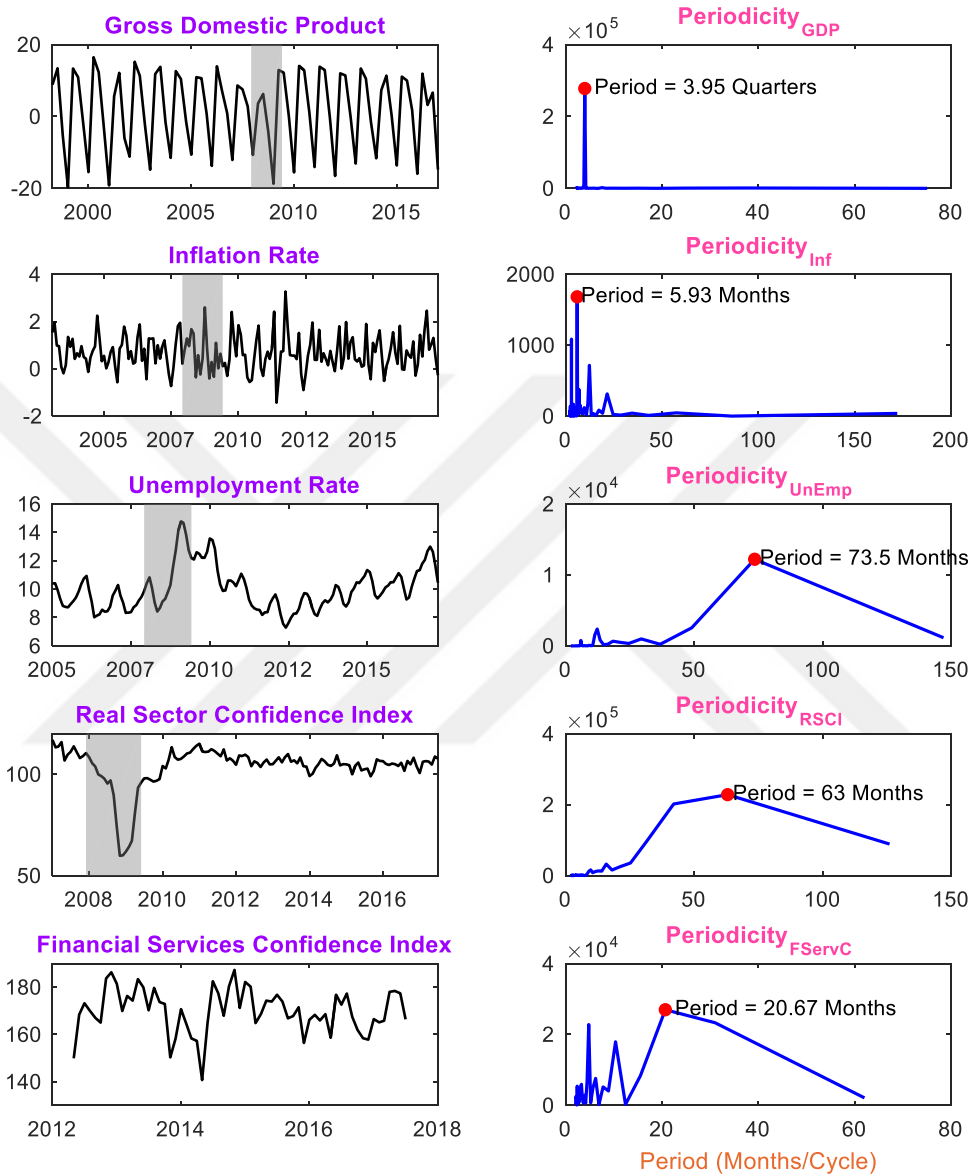 Gross Domestic Product
20
0
-20
2000 2005 2010 2015
Periodicity_GDP
×10^5
4
2
0
0 20 40 60 80
Period = 3.95 Quarters
Inflation Rate
4
2
0
-2
2005 2007 2010 2012 2015
Periodicity_Inf
2000
1000
0
0 50 100 150 200
Period = 5.93 Months
Unemployment Rate
16
14
12
10
8
6
2005 2007 2010 2012 2015
Periodicity_UnEmp
×10^4
2
1
0
0 50 100 150
Period = 73.5 Months
Real Sector Confidence Index
100
50
2008 2010 2012 2014 2016
Periodicity_RSCI
×10^5
4
2
0
0 50 100 150
Period = 63 Months
Financial Services Confidence Index
180
160
140
2012 2014 2016 2018
Periodicity_FServC
×10^4
4
2
0
0 20 40 60 80
Period = 20.67 Months
Period (Months/Cycle)